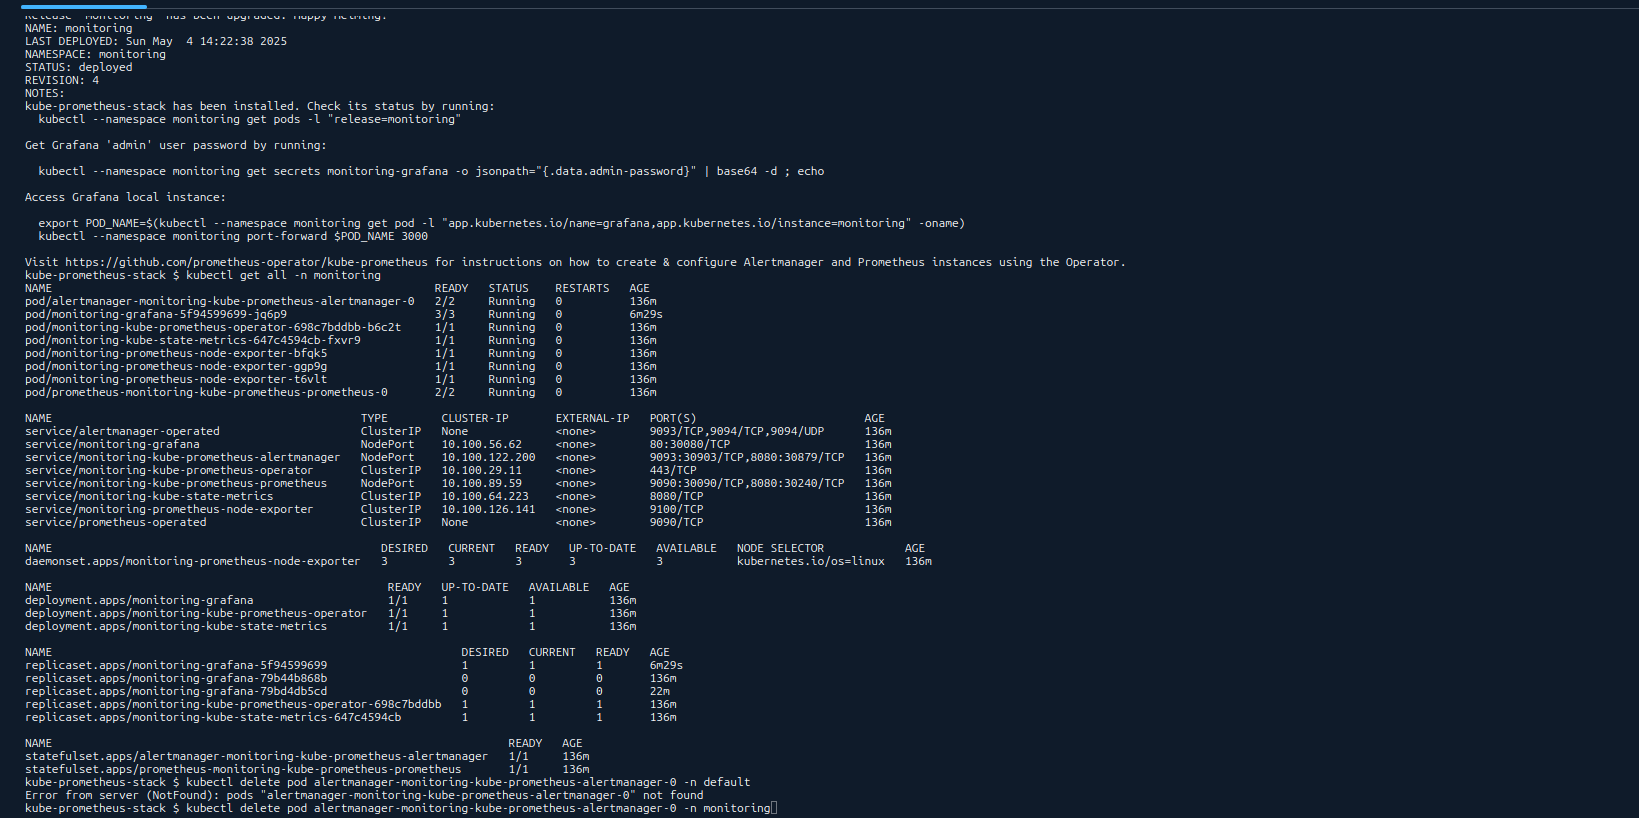 Release "monitoring" has been upgraded. Happy Helming!
NAME: monitoring
LAST DEPLOYED: Sun May  4 14:22:38 2025
NAMESPACE: monitoring
STATUS: deployed
REVISION: 4
NOTES:
kube-prometheus-stack has been installed. Check its status by running:
  kubectl --namespace monitoring get pods -l "release=monitoring"
Get Grafana 'admin' user password by running:
  kubectl --namespace monitoring get secrets monitoring-grafana -o jsonpath="{.data.admin-password}" | base64 -d ; echo
Access Grafana local instance:
  export POD_NAME=$(kubectl --namespace monitoring get pod -l "app.kubernetes.io/name=grafana,app.kubernetes.io/instance=monitoring" -oname)
  kubectl --namespace monitoring port-forward $POD_NAME 3000
Visit https://github.com/prometheus-operator/kube-prometheus for instructions on how to create & configure Alertmanager and Prometheus instances using the Operator.
kube-prometheus-stack $ kubectl get all -n monitoring
NAME READY STATUS RESTARTS AGE
pod/alertmanager-monitoring-kube-prometheus-alertmanager-0 2/2 Running 0 136m
pod/monitoring-grafana-5f94599699-jq6p9 3/3 Running 0 6m29s
pod/monitoring-kube-prometheus-operator-698c7bddbb-b6c2t 1/1 Running 0 136m
pod/monitoring-kube-state-metrics-647c4594cb-fxvr9 1/1 Running 0 136m
pod/monitoring-prometheus-node-exporter-bfqk5 1/1 Running 0 136m
pod/monitoring-prometheus-node-exporter-ggp9g 1/1 Running 0 136m
pod/monitoring-prometheus-node-exporter-t6vlt 1/1 Running 0 136m
pod/prometheus-monitoring-kube-prometheus-prometheus-0 2/2 Running 0 136m
NAME TYPE CLUSTER-IP EXTERNAL-IP PORT(S) AGE
service/alertmanager-operated ClusterIP None <none> 9093/TCP,9094/TCP,9094/UDP 136m
service/monitoring-grafana NodePort 10.100.56.62 <none> 80:30080/TCP 136m
service/monitoring-kube-prometheus-alertmanager NodePort 10.100.122.200 <none> 9093:30903/TCP,8080:30879/TCP 136m
service/monitoring-kube-prometheus-operator ClusterIP 10.100.29.11 <none> 443/TCP 136m
service/monitoring-kube-prometheus-prometheus NodePort 10.100.89.59 <none> 9090:30090/TCP,8080:30240/TCP 136m
service/monitoring-kube-state-metrics ClusterIP 10.100.64.223 <none> 8080/TCP 136m
service/monitoring-prometheus-node-exporter ClusterIP 10.100.126.141 <none> 9100/TCP 136m
service/prometheus-operated ClusterIP None <none> 9090/TCP 136m
NAME DESIRED CURRENT READY UP-TO-DATE AVAILABLE NODE SELECTOR AGE
daemonset.apps/monitoring-prometheus-node-exporter 3 3 3 3 3 kubernetes.io/os=linux 136m
NAME READY UP-TO-DATE AVAILABLE AGE
deployment.apps/monitoring-grafana 1/1 1 1 136m
deployment.apps/monitoring-kube-prometheus-operator 1/1 1 1 136m
deployment.apps/monitoring-kube-state-metrics 1/1 1 1 136m
NAME DESIRED CURRENT READY AGE
replicaset.apps/monitoring-grafana-5f94599699 1 1 1 6m29s
replicaset.apps/monitoring-grafana-79b44b868b 0 0 0 136m
replicaset.apps/monitoring-grafana-79bd4db5cd 0 0 0 22m
replicaset.apps/monitoring-kube-prometheus-operator-698c7bddbb 1 1 1 136m
replicaset.apps/monitoring-kube-state-metrics-647c4594cb 1 1 1 136m
NAME READY AGE
statefulset.apps/alertmanager-monitoring-kube-prometheus-alertmanager 1/1 136m
statefulset.apps/prometheus-monitoring-kube-prometheus-prometheus 1/1 136m
kube-prometheus-stack $ kubectl delete pod alertmanager-monitoring-kube-prometheus-alertmanager-0 -n default
Error from server (NotFound): pods "alertmanager-monitoring-kube-prometheus-alertmanager-0" not found
kube-prometheus-stack $ kubectl delete pod alertmanager-monitoring-kube-prometheus-alertmanager-0 -n monitoring